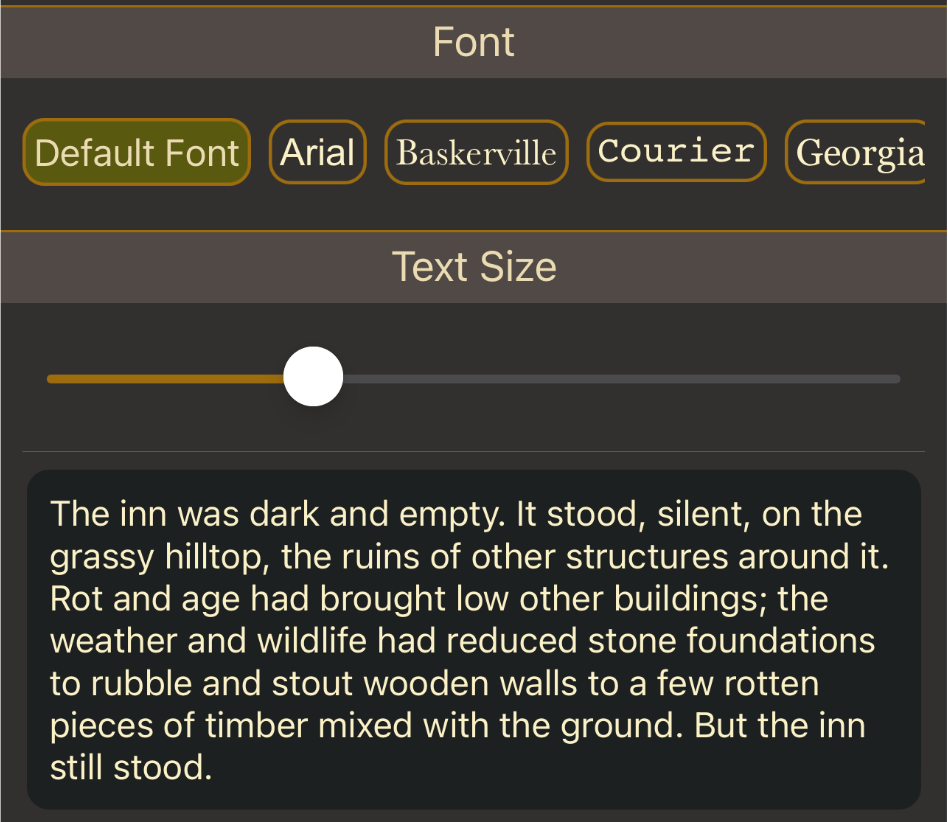 Font
Default Font Arial Baskerville Courier Georgia
Text Size
The inn was dark and empty. It stood, silent, on the
grassy hilltop, the ruins of other structures around it.
Rot and age had brought low other buildings; the
weather and wildlife had reduced stone foundations
to rubble and stout wooden walls to a few rotten
pieces of timber mixed with the ground. But the inn
still stood.